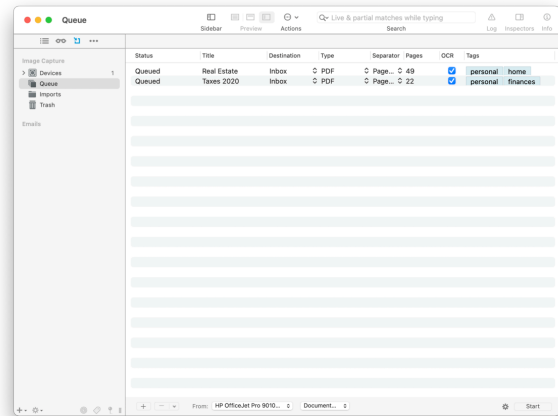 Queue
Sidebar Preview Actions Live & partial matches while typing Search Log Inspectors Info
Image Capture
Devices 1
Queue
Imports
Trash
Emails
Status Title Destination Type Separator Pages OCR Tags
Queued Real Estate Inbox PDF Page... 49 personal home
Queued Taxes 2020 Inbox PDF Page... 22 personal finances
From: HP OfficeJet Pro 9010... Document... Start